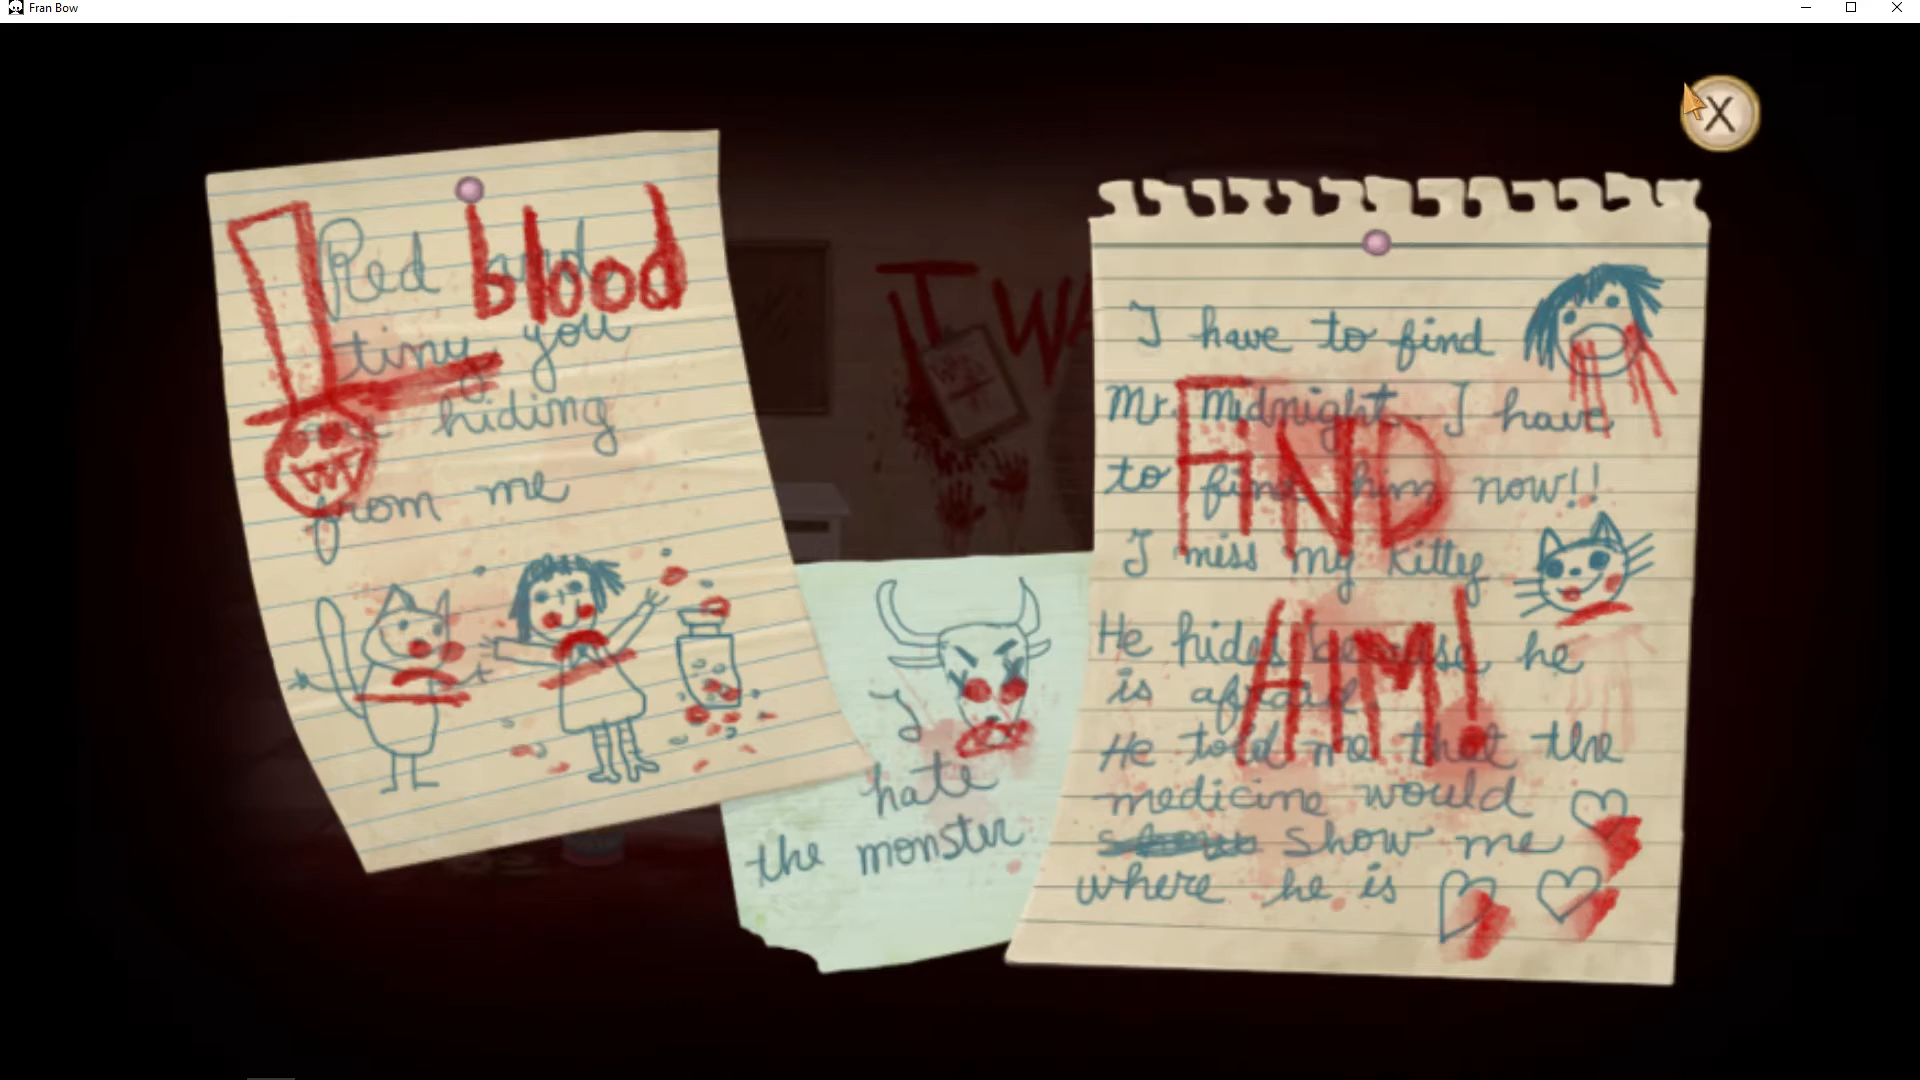 Fran Bow
X
Red blood
tiny you
hiding
from me
I WA
I
hate
the monster
I have to find
Mr. Midnight. I have
to find him now!!
FiND
I miss my kitty
He hides because he
HIM!
is afraid.
He told me that the
medicine would
show me
where he is